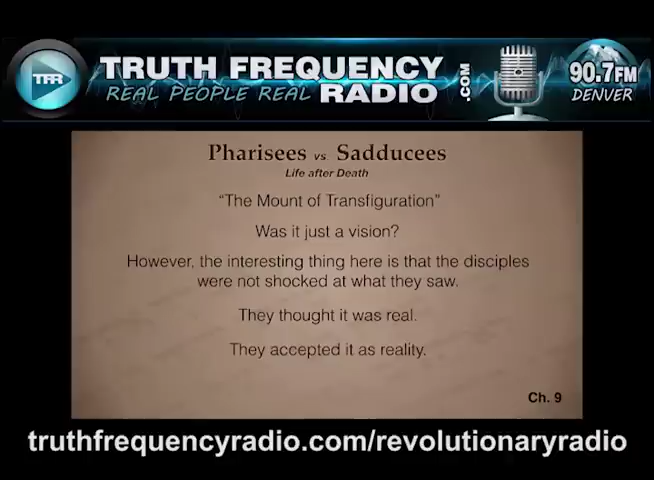 TFR
TRUTH FREQUENCY
REAL PEOPLE REAL RADIO .COM
90.7FM
DENVER
Pharisees vs Sadducees
Life after Death
“The Mount of Transfiguration”
Was it just a vision?
However, the interesting thing here is that the disciples
were not shocked at what they saw.
They thought it was real.
They accepted it as reality.
Ch. 9
truthfrequencyradio.com/revolutionaryradio